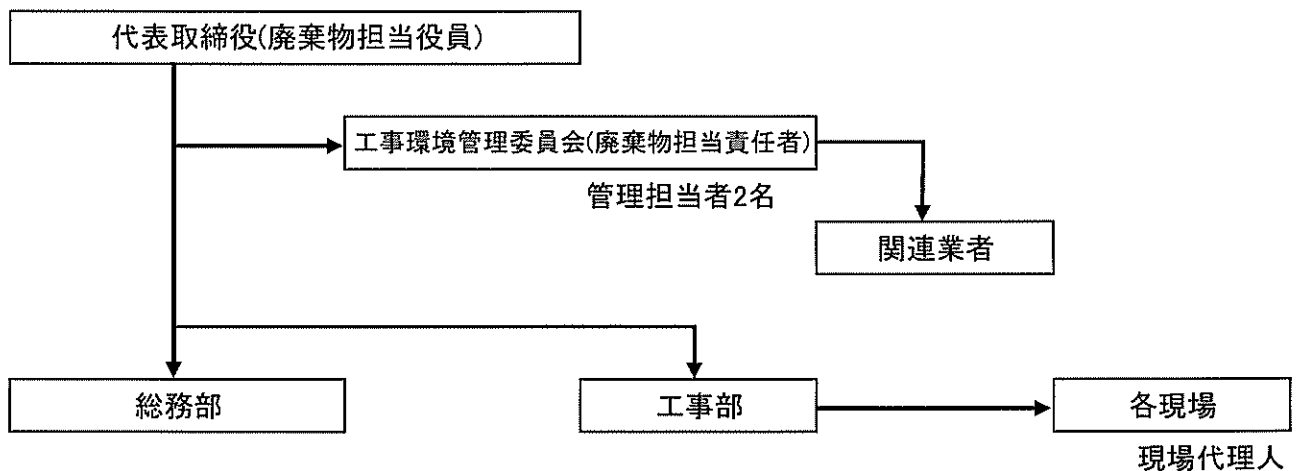 代表取締役(廃棄物担当役員)
工事環境管理委員会(廃棄物担当責任者)
管理担当者2名
関連業者
総務部
工事部
各現場
現場代理人